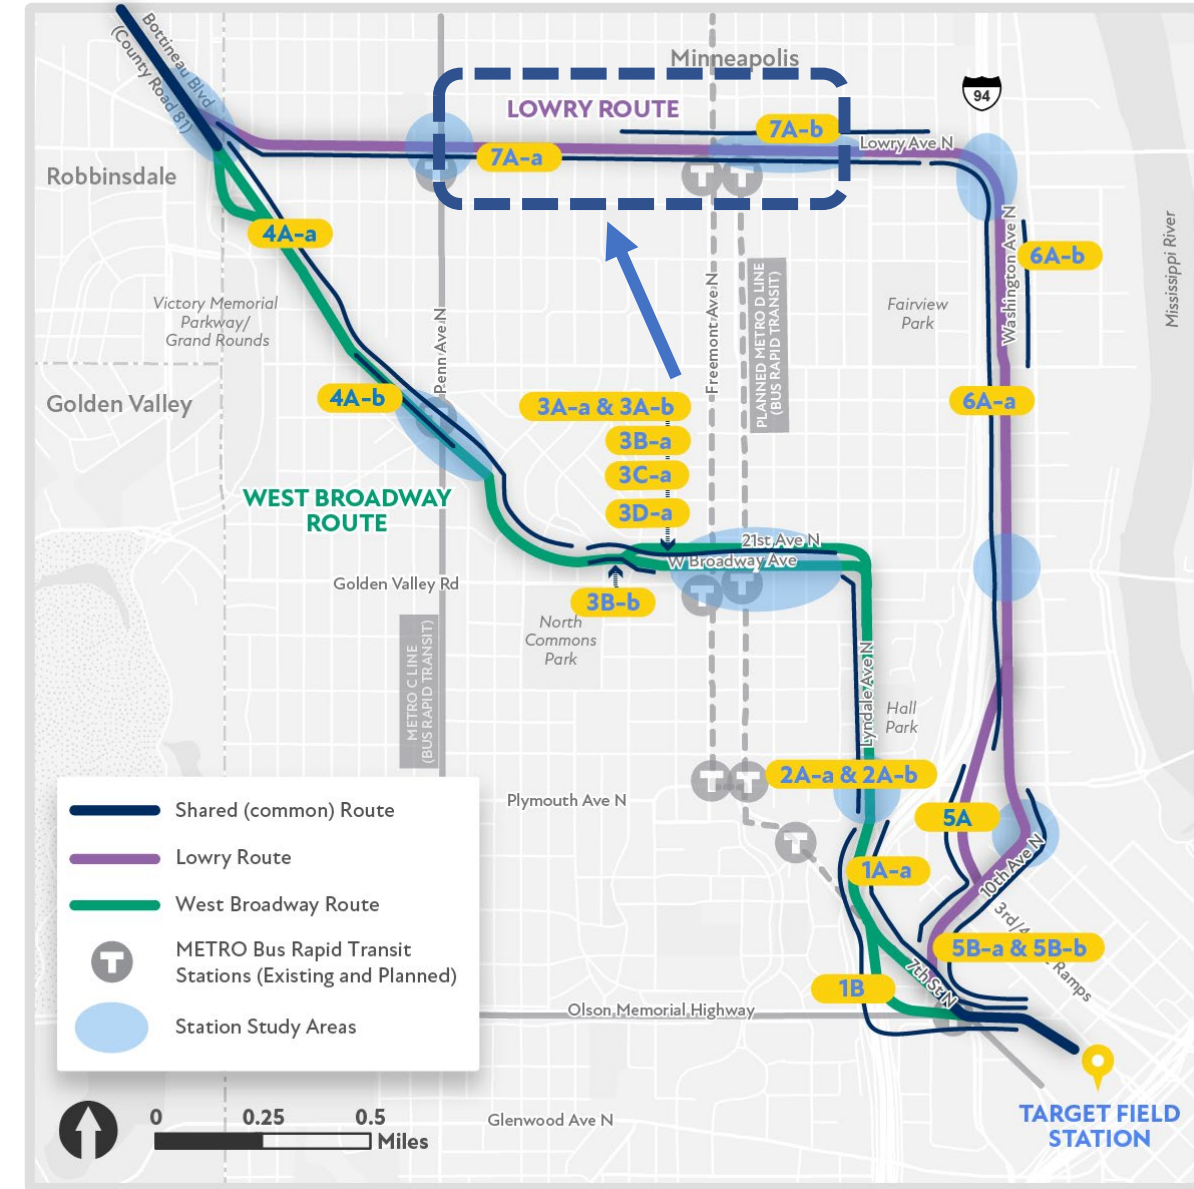 Bottineau Blvd
(County Road 81)
Minneapolis
LOWRY ROUTE
94
7A-b
Lowry Ave N
7A-a
T
T
T
Robbinsdale
4A-a
Washington Ave N
6A-b
Mississippi River
Victory Memorial
Parkway/
Grand Rounds
Penn Ave N
Freemont Ave N
PLANNED METRO D LINE
(BUS RAPID TRANSIT)
Fairview
Park
Golden Valley
4A-b
3A-a & 3A-b
3B-a
3C-a
3D-a
6A-a
WEST BROADWAY
ROUTE
21st Ave N
W Broadway Ave
T
T
Golden Valley Rd
3B-b
North
Commons
Park
METRO C LINE
(BUS RAPID TRANSIT)
Lyndale Ave N
Hall
Park
T
T
2A-a & 2A-b
Plymouth Ave N
5A
T
1A-a
10th Ave N
3rd/4
Ramps
5B-a & 5B-b
7th St N
1B
Olson Memorial Highway
Shared (common) Route
Lowry Route
West Broadway Route
T
METRO Bus Rapid Transit
Stations (Existing and Planned)
Station Study Areas
0
0.25
0.5
Miles
Glenwood Ave N
TARGET FIELD
STATION